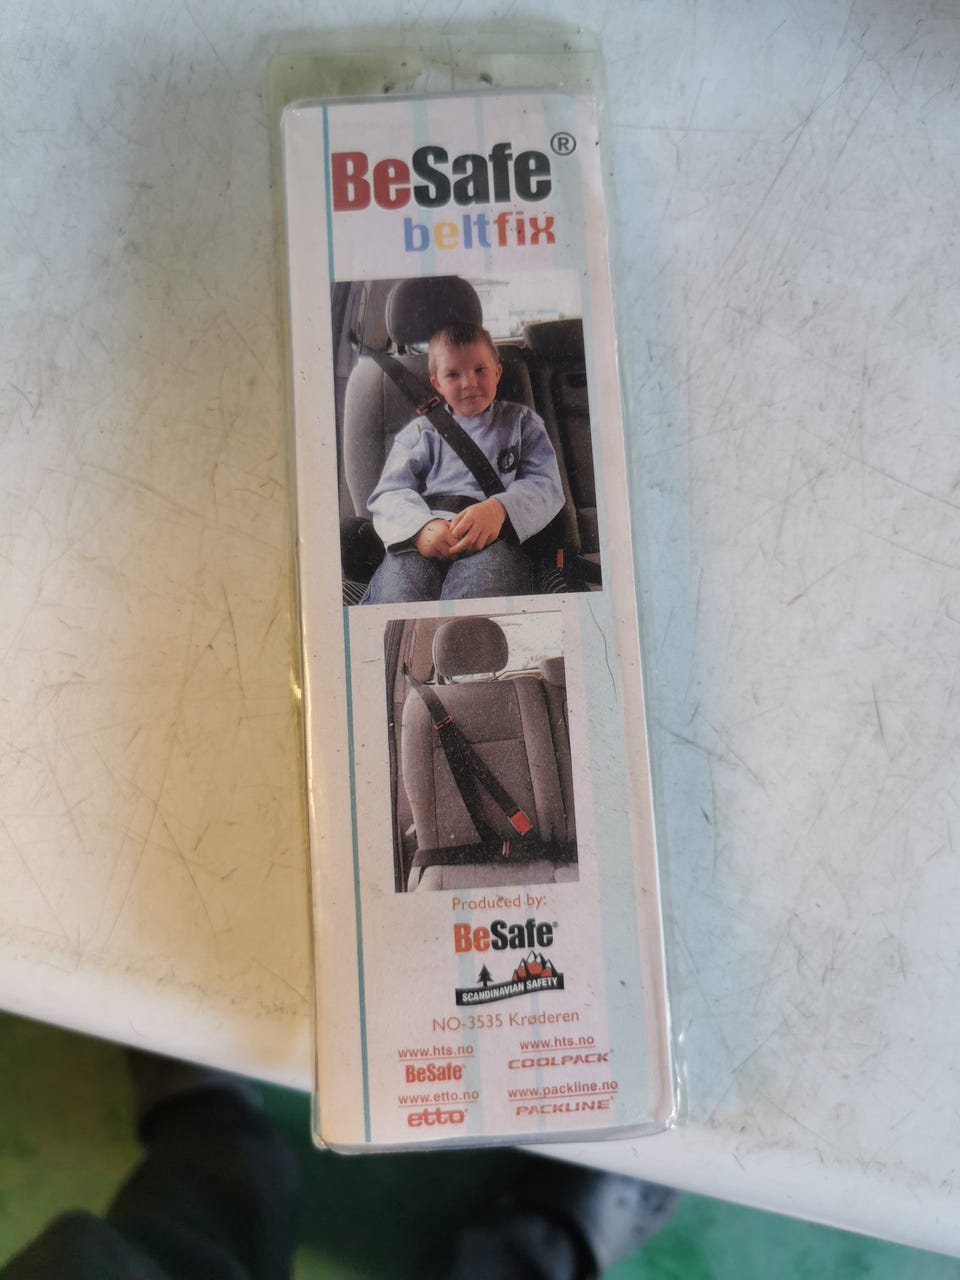 BeSafe®
beltfix
Produced by:
BeSafe®
SCANDINAVIAN SAFETY
NO-3535 Krøderen
www.hts.no
BeSafe®
www.hts.no
COOLPACK®
www.etto.no
etto®
www.packline.no
PACKLINE®